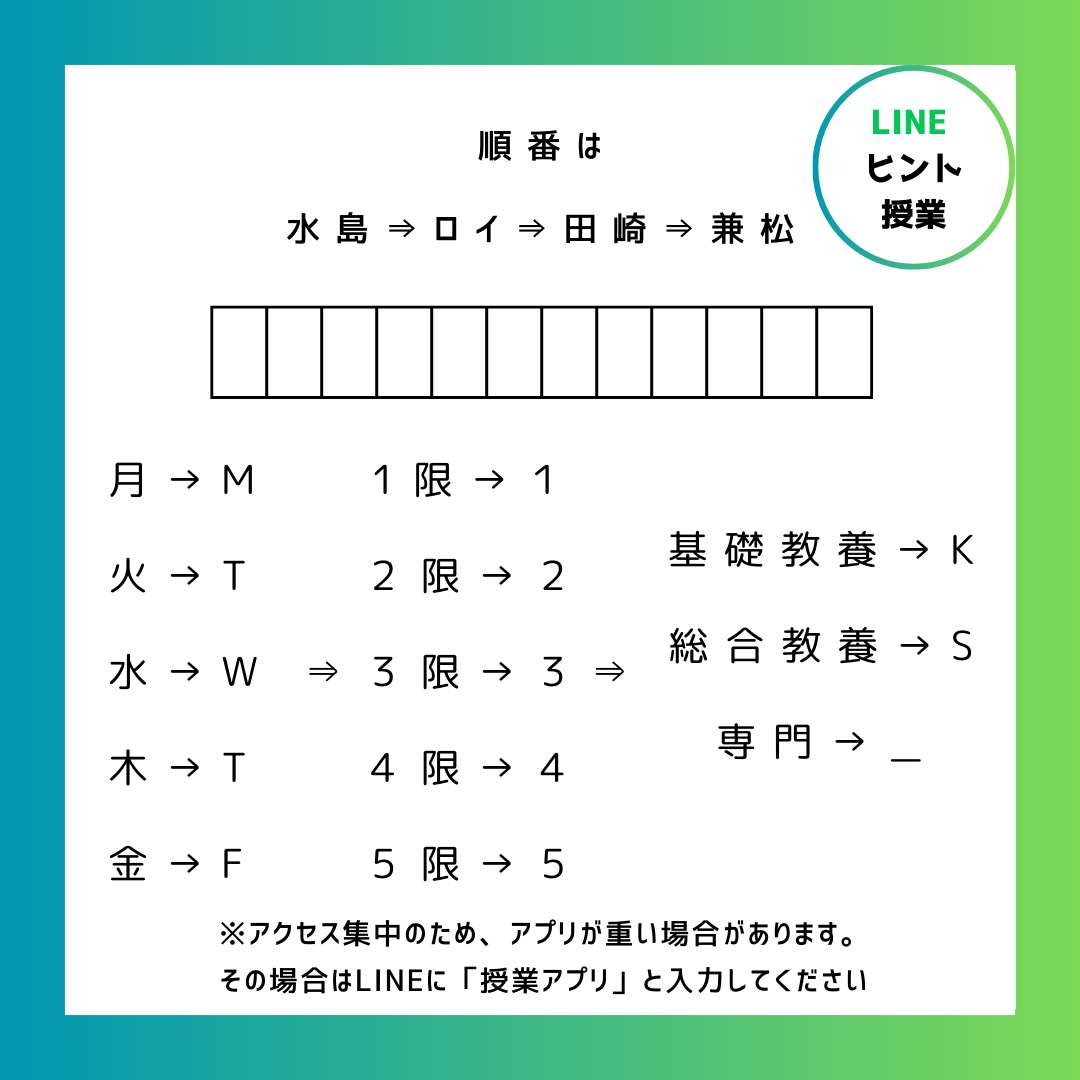 LINE
ヒント
授業
順番は
水島⇒ロイ⇒田崎⇒兼松
月→M 1限→1
火→T 2限→2
水→W ⇒ 3限→3 ⇒
木→T 4限→4
金→F 5限→5
基礎教養→K
総合教養→S
専門→_
※アクセス集中のため、アプリが重い場合があります。
その場合はLINEに「授業アプリ」と入力してください